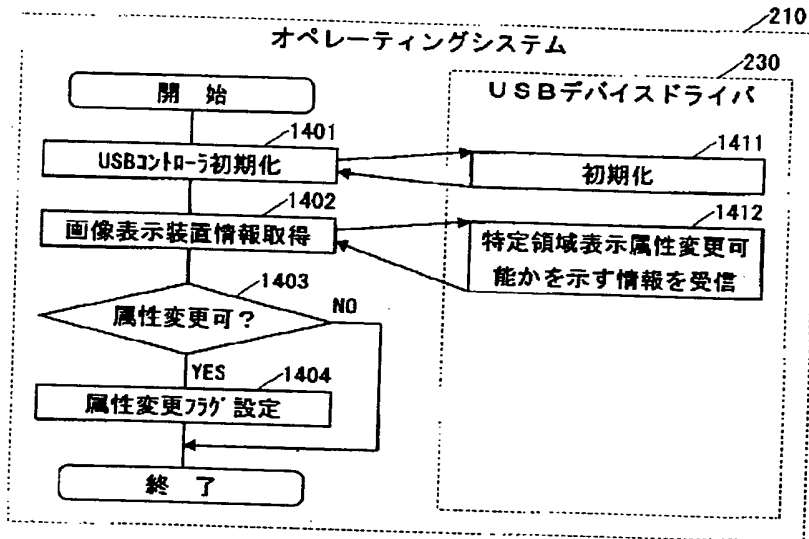 210
オペレーティングシステム
230
開 始
USBデバイスドライバ
1401
USBｺﾝﾄﾛｰﾗ初期化
1411
初期化
1402
画像表示装置情報取得
1412
特定領域表示属性変更可
能かを示す情報を受信
1403
属性変更可？
NO
YES
1404
属性変更ﾌﾗｸﾞ設定
終 了